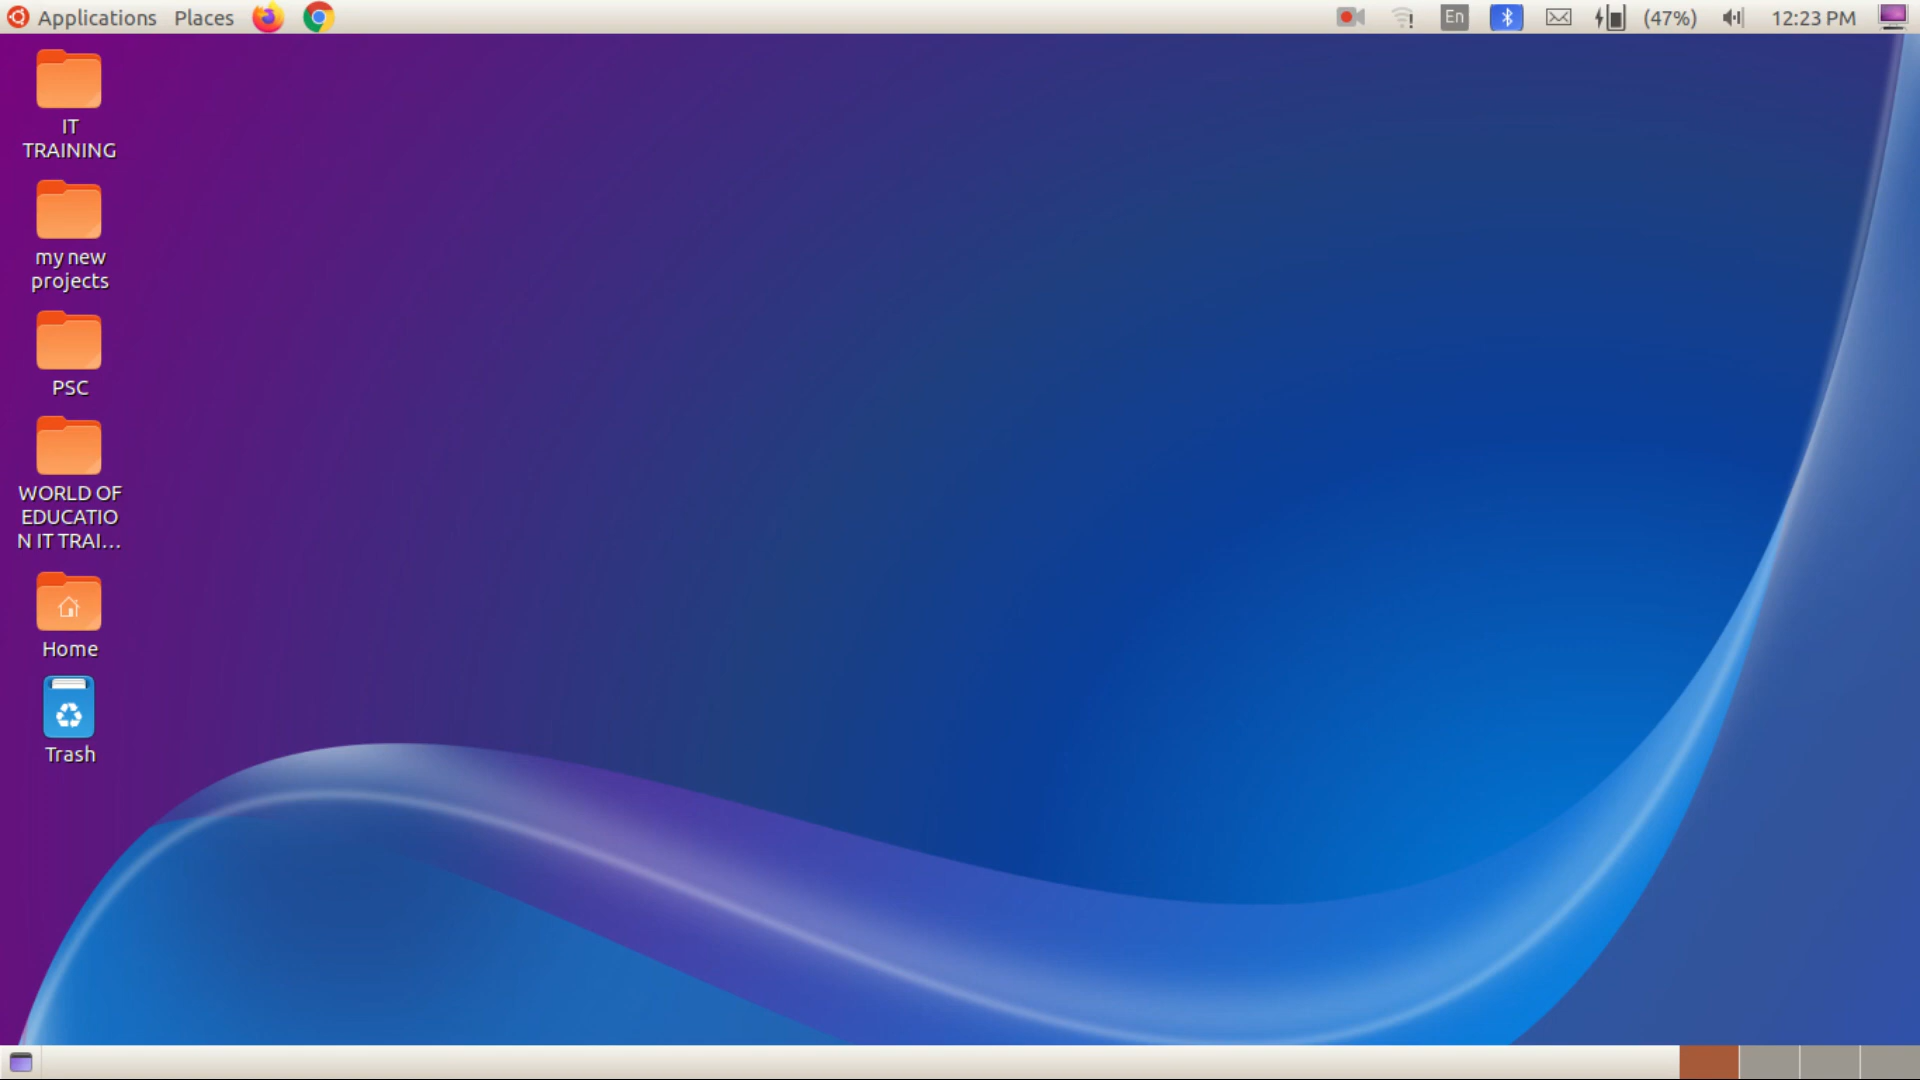 Applications Places En (47%) 12:23 PM
IT
TRAINING
my new
projects
PSC
WORLD OF
EDUCATIO
N IT TRAI...
Home
Trash